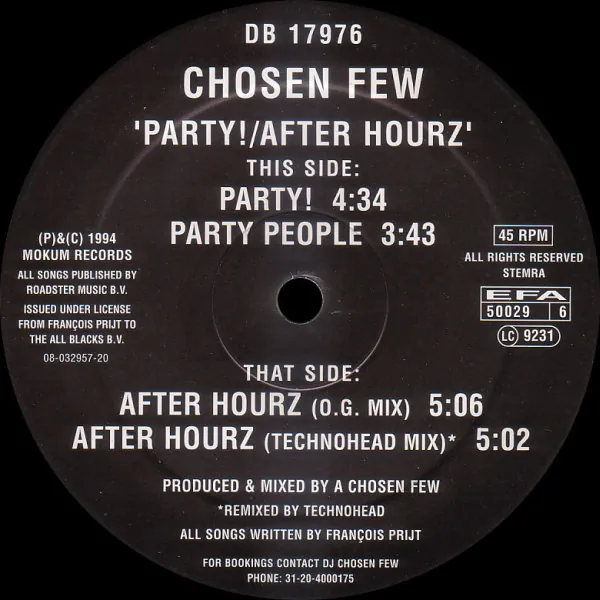 DB 17976
CHOSEN FEW
'PARTY!/AFTER HOURZ'
THIS SIDE:
PARTY! 4:34
PARTY PEOPLE 3:43
(P)&(C) 1994
MOKUM RECORDS
ALL SONGS PUBLISHED BY
ROADSTER MUSIC B.V.
ISSUED UNDER LICENSE
FROM FRANÇOIS PRIJT TO
THE ALL BLACKS B.V.
08-032957-20
45 RPM
ALL RIGHTS RESERVED
STEMRA
EFA
50029 6
LC 9231
THAT SIDE:
AFTER HOURZ (O.G. MIX) 5:06
AFTER HOURZ (TECHNOHEAD MIX)* 5:02
PRODUCED & MIXED BY A CHOSEN FEW
*REMIXED BY TECHNOHEAD
ALL SONGS WRITTEN BY FRANÇOIS PRIJT
FOR BOOKINGS CONTACT DJ CHOSEN FEW
PHONE: 31-20-4000175